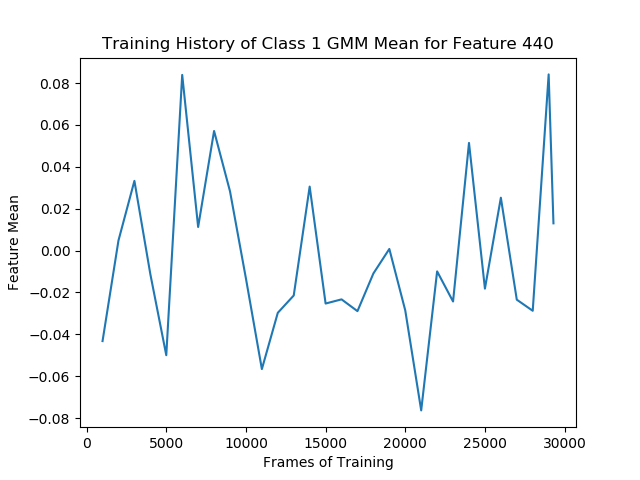 Training History of Class 1 GMM Mean for Feature 440
0.08
0.06
0.04
0.02
0.00
−0.02
−0.04
−0.06
−0.08
Feature Mean
0 5000 10000 15000 20000 25000 30000
Frames of Training